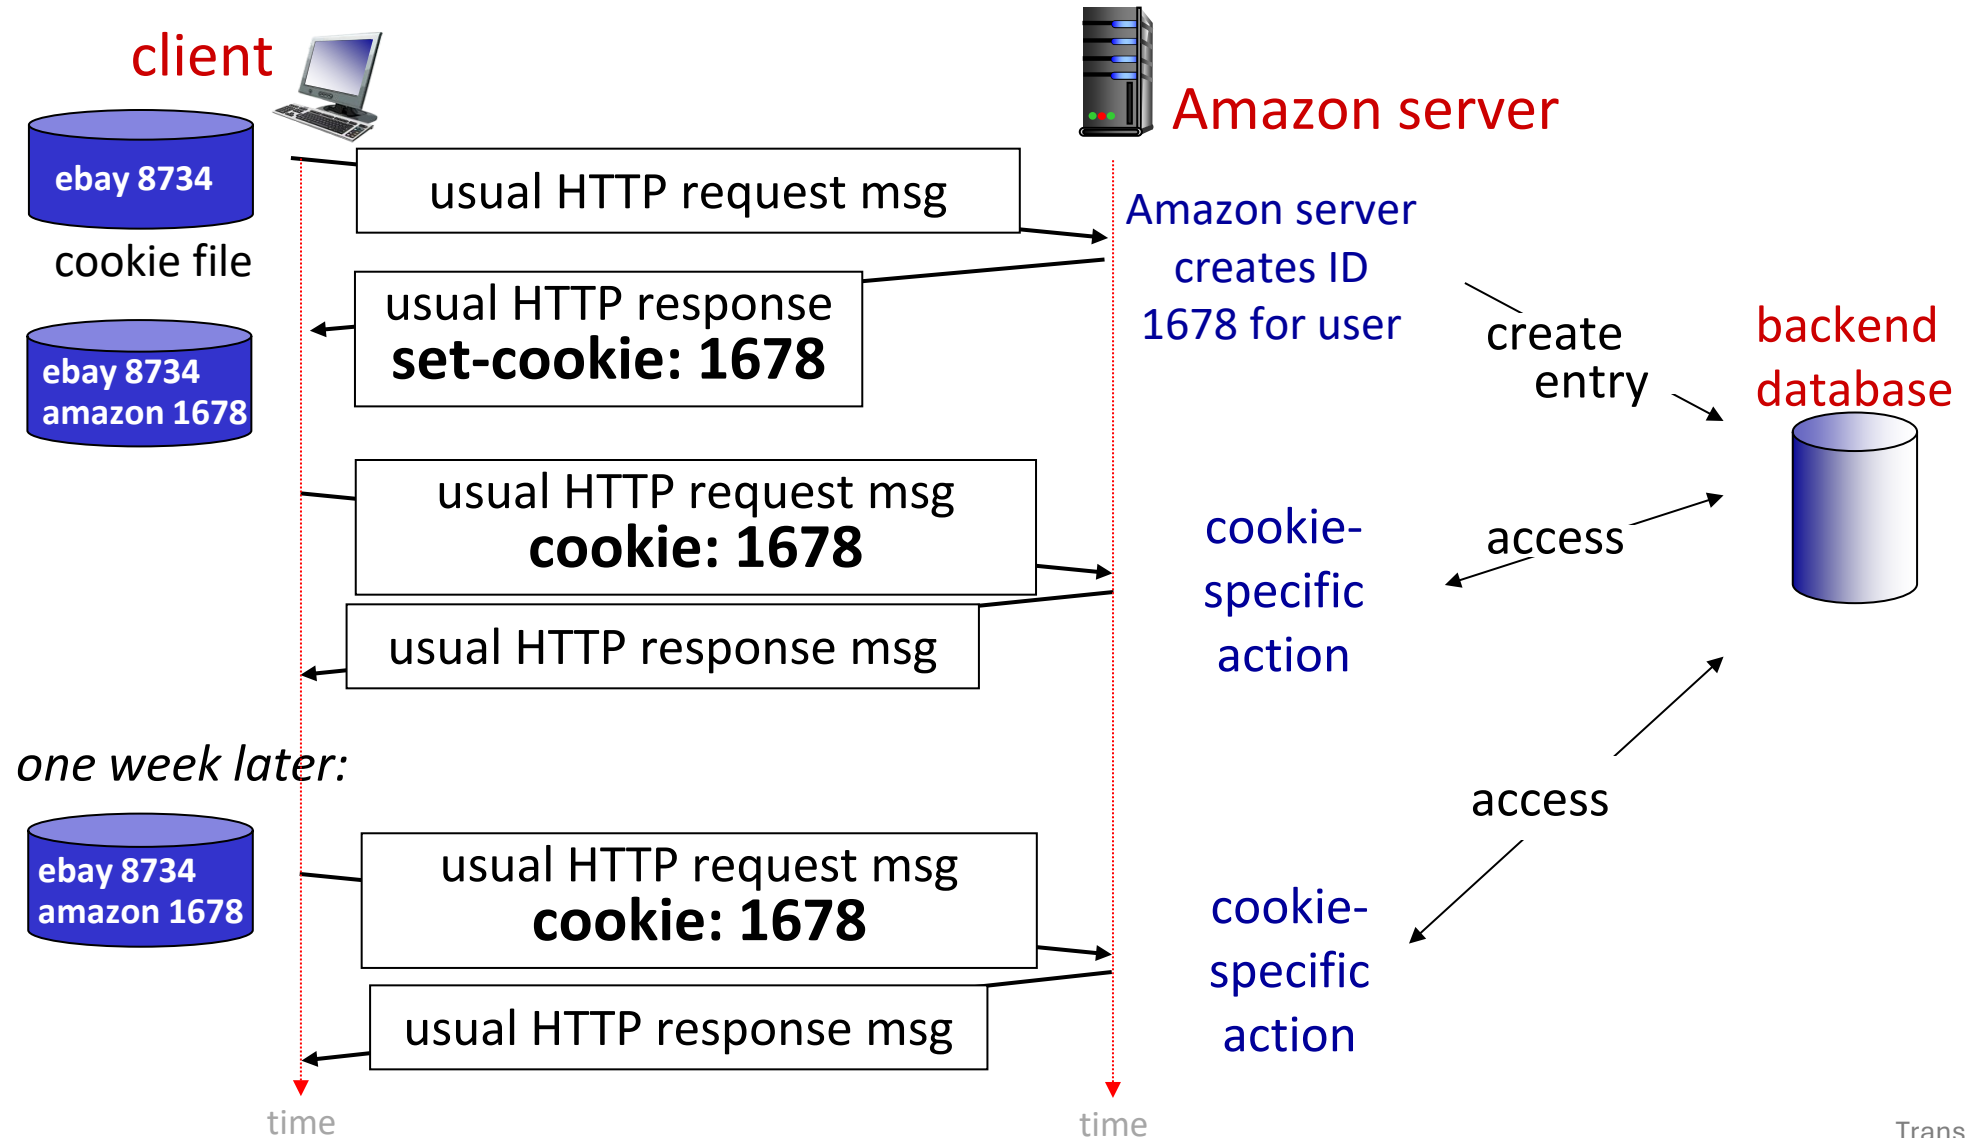 client
Amazon server
ebay 8734
cookie file
usual HTTP request msg
Amazon server
creates ID
1678 for user
usual HTTP response
set-cookie: 1678
create
entry
backend
database
ebay 8734
amazon 1678
usual HTTP request msg
cookie: 1678
cookie-
specific
action
access
usual HTTP response msg
one week later:
access
ebay 8734
amazon 1678
usual HTTP request msg
cookie: 1678
cookie-
specific
action
usual HTTP response msg
time
time
Trans